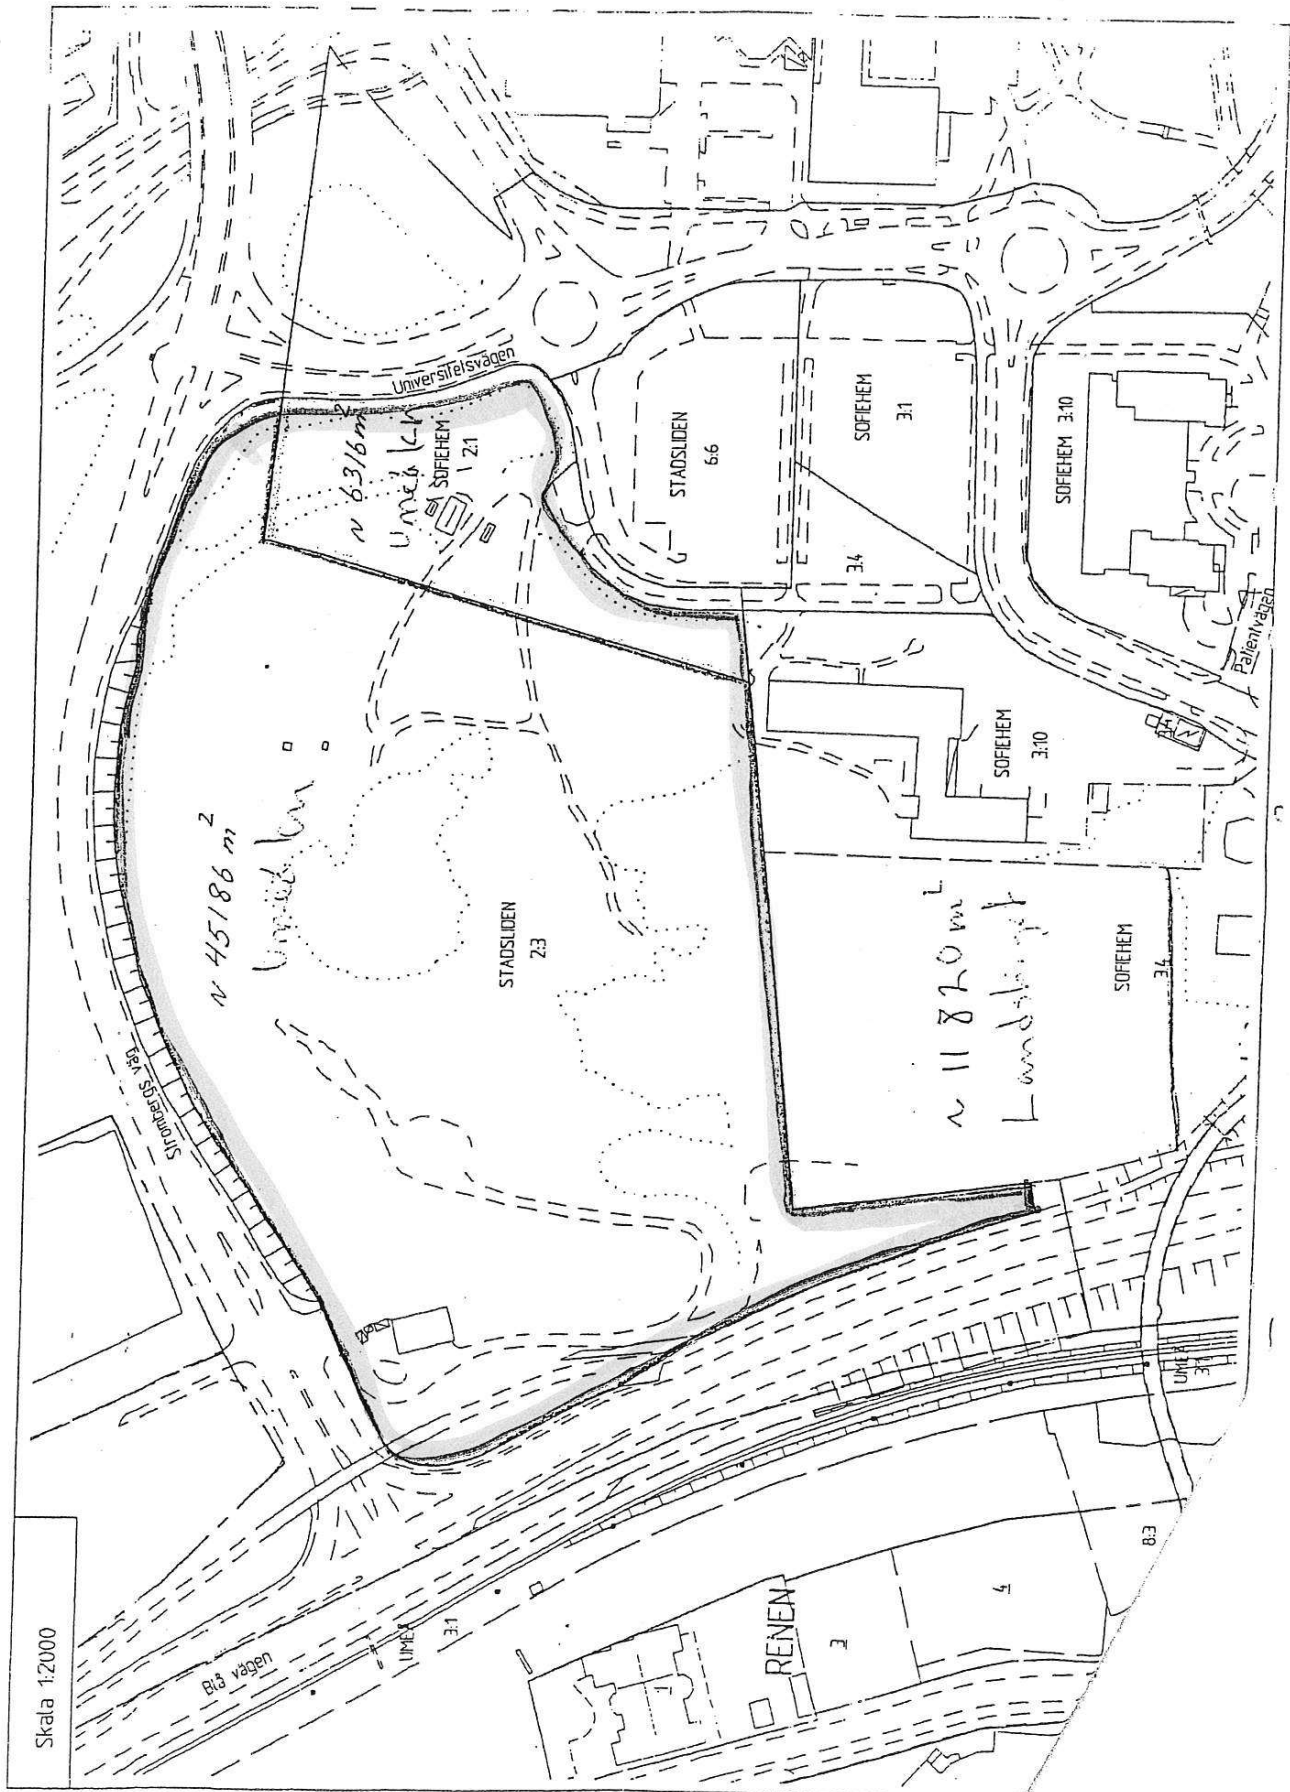 Skala 1:2000
Strombergs väg
Universitetsvägen
~ 6316 m²
Umeå kn
SOFIEHEM
2:1
~ 45186 m²
Umeå kn
STADSLIDEN
2:3
STADSLIDEN
6:6
SOFIEHEM
3:1
3:4
SOFIEHEM 3:10
Patientvägen
SOFIEHEM
3:10
~ 11820 m²
Landstinget
SOFIEHEM
3:4
Blå vägen
UMEÅ
3:1
UMEÅ
RENEN
1
3
4
8:3